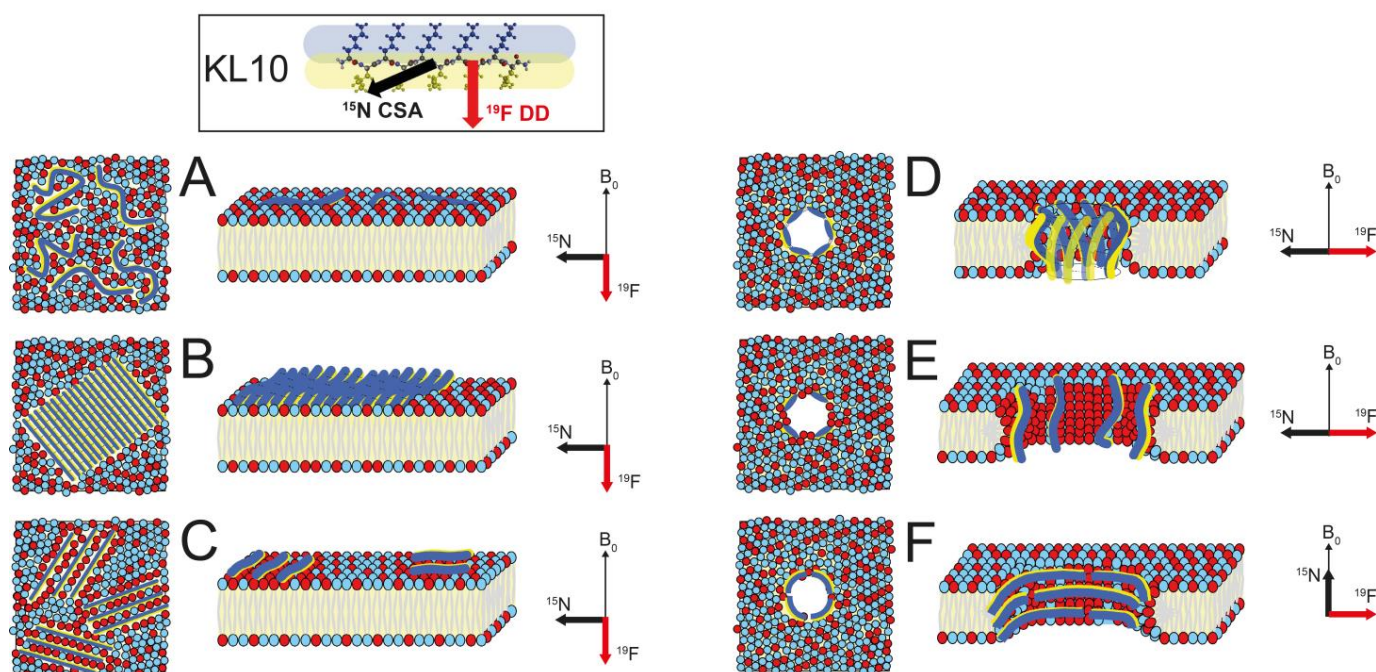 KL10
¹⁵N CSA
¹⁹F DD
A
B₀
¹⁵N
¹⁹F
B
B₀
¹⁵N
¹⁹F
C
B₀
¹⁵N
¹⁹F
D
B₀
¹⁵N
¹⁹F
E
B₀
¹⁵N
¹⁹F
F
B₀
¹⁵N
¹⁹F